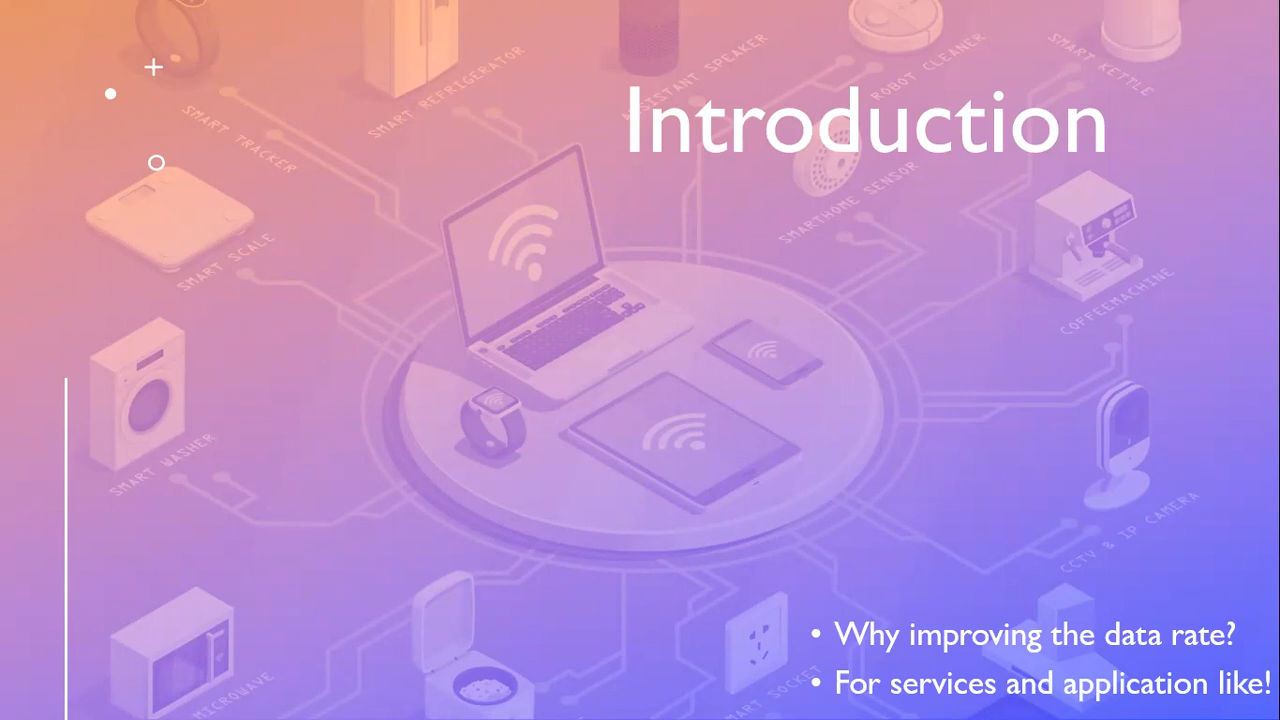 Introduction
SMART TRACKER
SMART REFRIGERATOR
ASSISTANT SPEAKER
ROBOT CLEANER
SMART KETTLE
SMART SCALE
SMARTHOME SENSOR
COFFEEMACHINE
SMART WASHER
CCTV & IP CAMERA
MICROWAVE
SMART SOCKET
• Why improving the data rate?
• For services and application like!